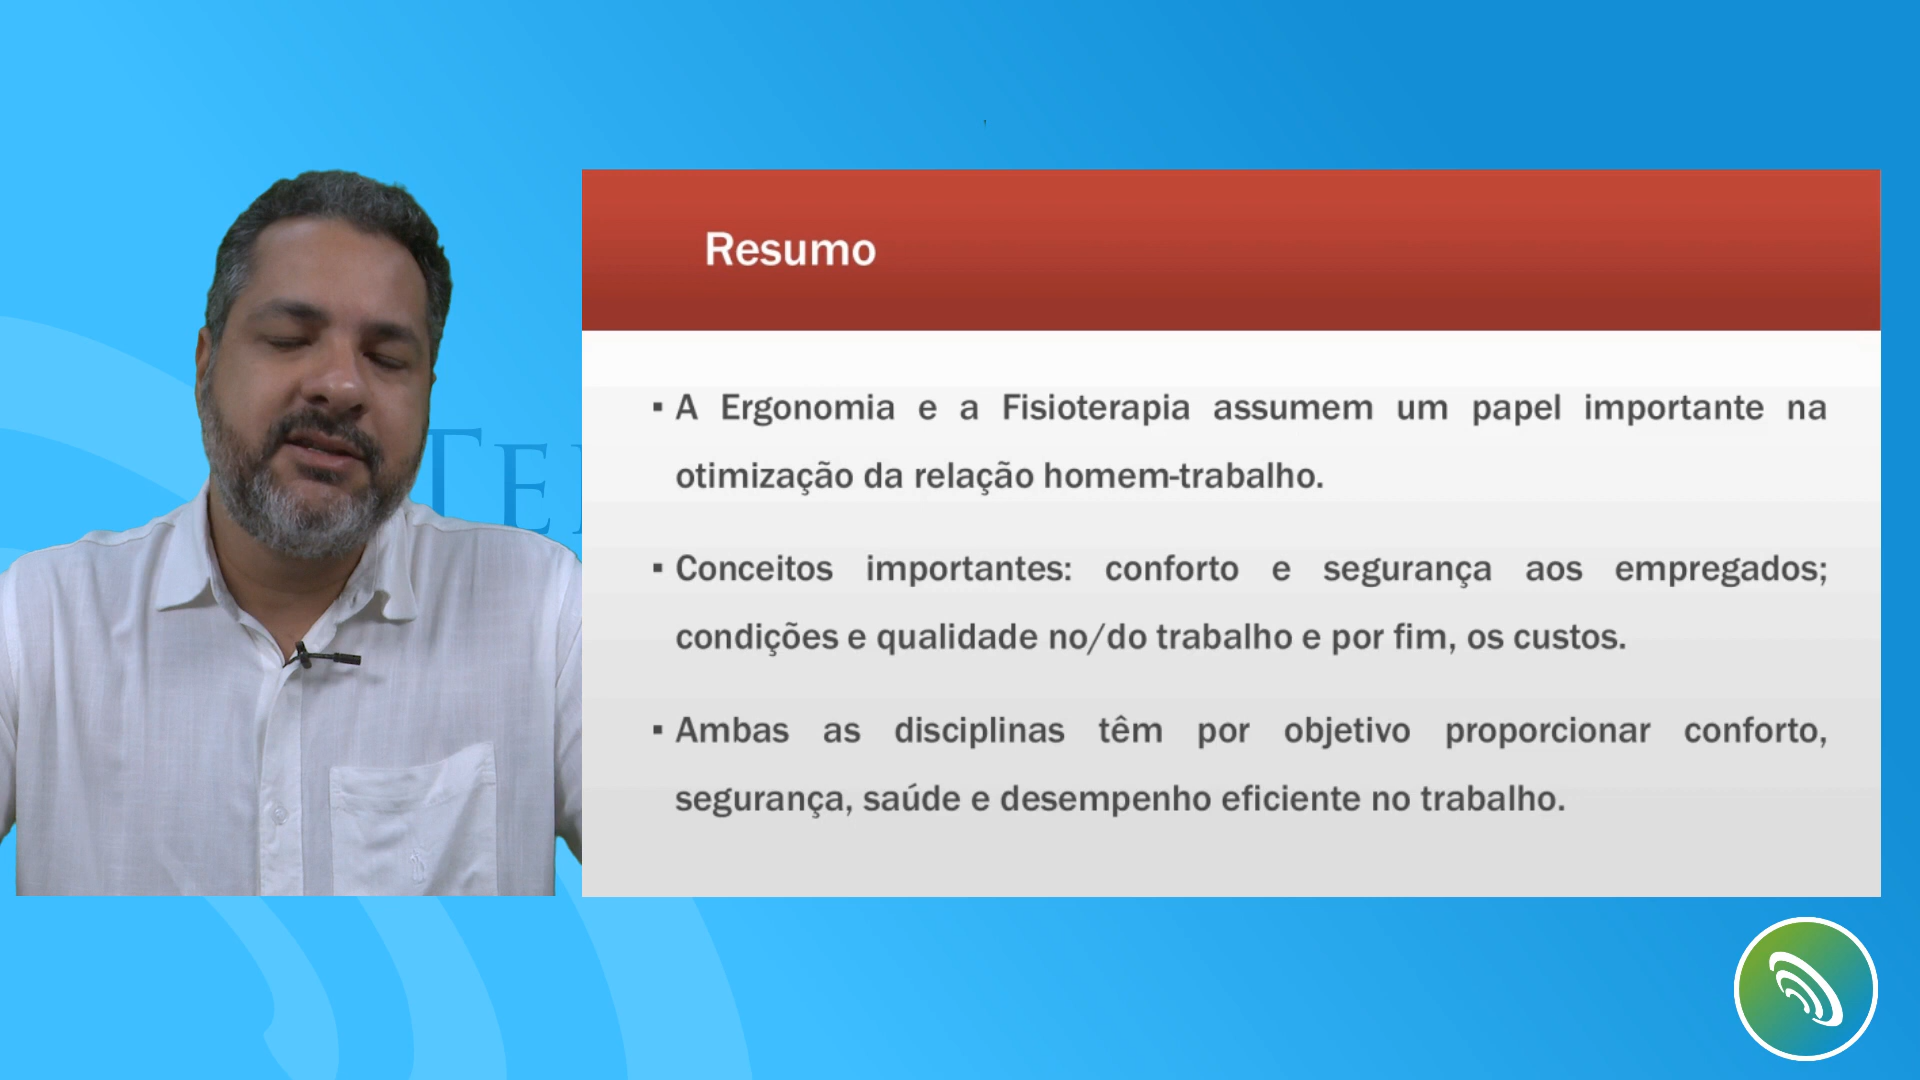 Resumo
▪ A Ergonomia e a Fisioterapia assumem um papel importante na
otimização da relação homem-trabalho.
▪ Conceitos importantes: conforto e segurança aos empregados;
condições e qualidade no/do trabalho e por fim, os custos.
▪ Ambas as disciplinas têm por objetivo proporcionar conforto,
segurança, saúde e desempenho eficiente no trabalho.